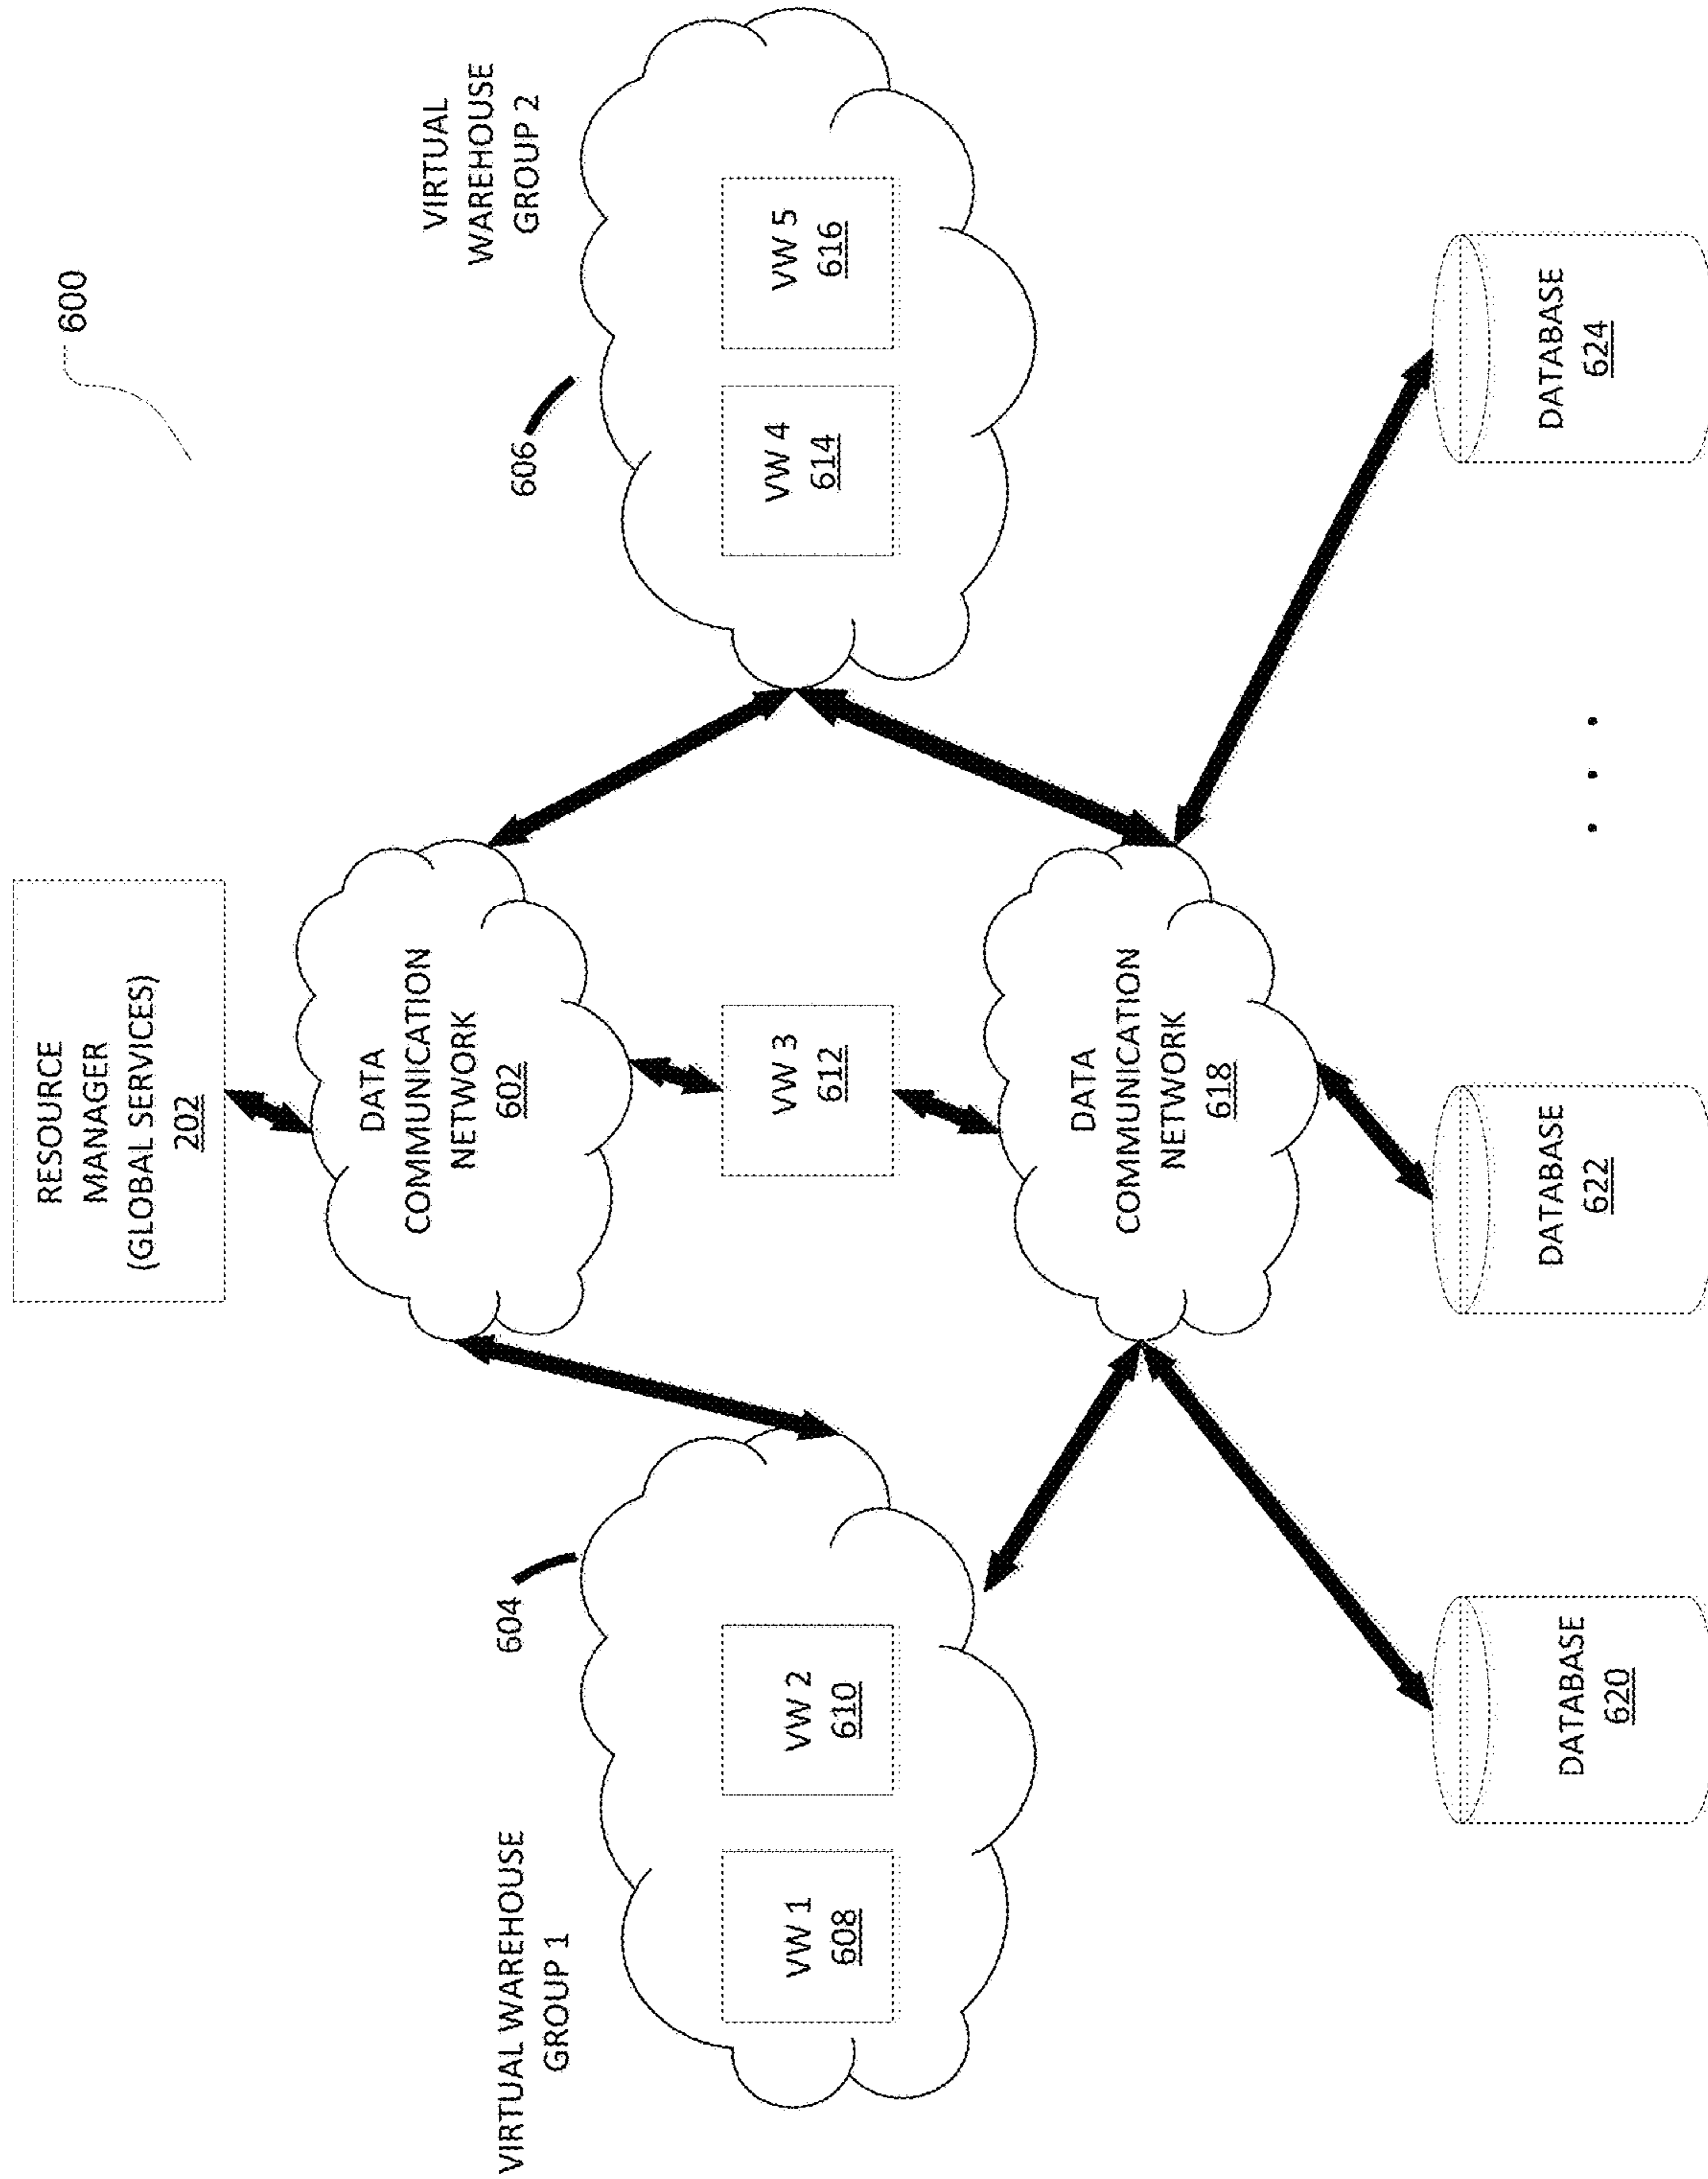 600
RESOURCE
MANAGER
(GLOBAL SERVICES)
202
DATA
COMMUNICATION
NETWORK
602
VIRTUAL WAREHOUSE
GROUP 1
604
VW 1
608
VW 2
610
VW 3
612
VIRTUAL
WAREHOUSE
GROUP 2
606
VW 4
614
VW 5
616
DATA
COMMUNICATION
NETWORK
618
DATABASE
620
DATABASE
622
. . .
DATABASE
624